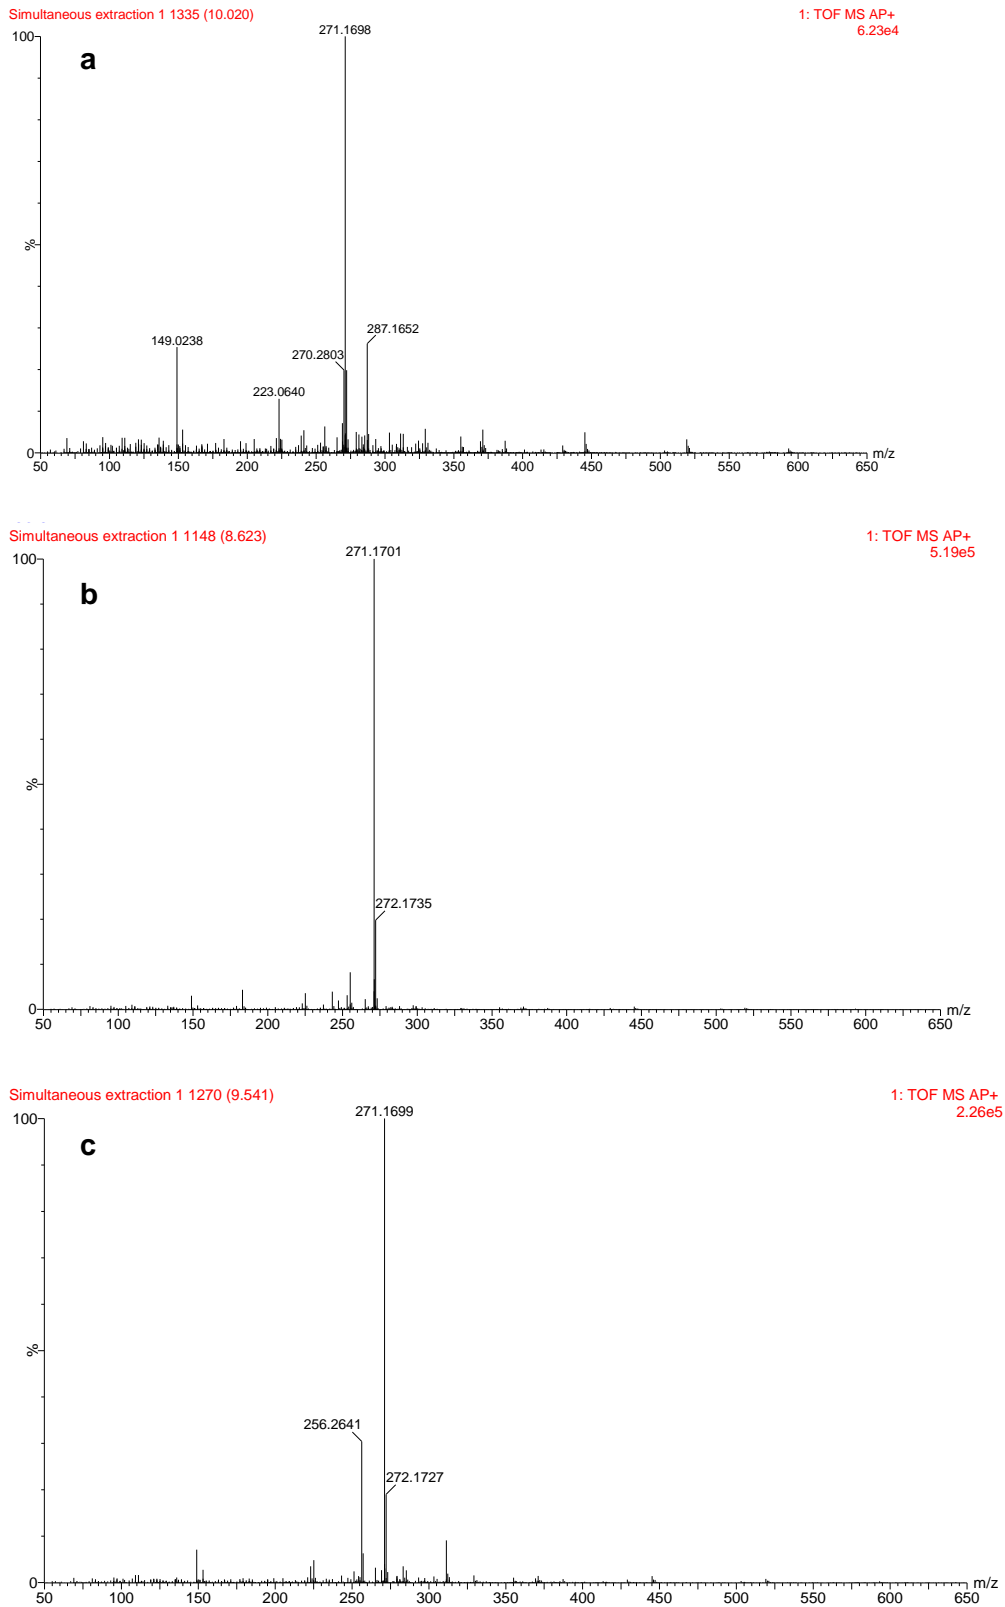 Simultaneous extraction 1 1335 (10.020)
1: TOF MS AP+
6.23e4
271.1698
100
a
%
287.1652
149.0238
270.2803
223.0640
0
m/z
50 100 150 200 250 300 350 400 450 500 550 600 650
Simultaneous extraction 1 1148 (8.623)
1: TOF MS AP+
5.19e5
271.1701
100
b
%
272.1735
0
m/z
50 100 150 200 250 300 350 400 450 500 550 600 650
Simultaneous extraction 1 1270 (9.541)
1: TOF MS AP+
2.26e5
271.1699
100
c
%
256.2641
272.1727
0
m/z
50 100 150 200 250 300 350 400 450 500 550 600 650